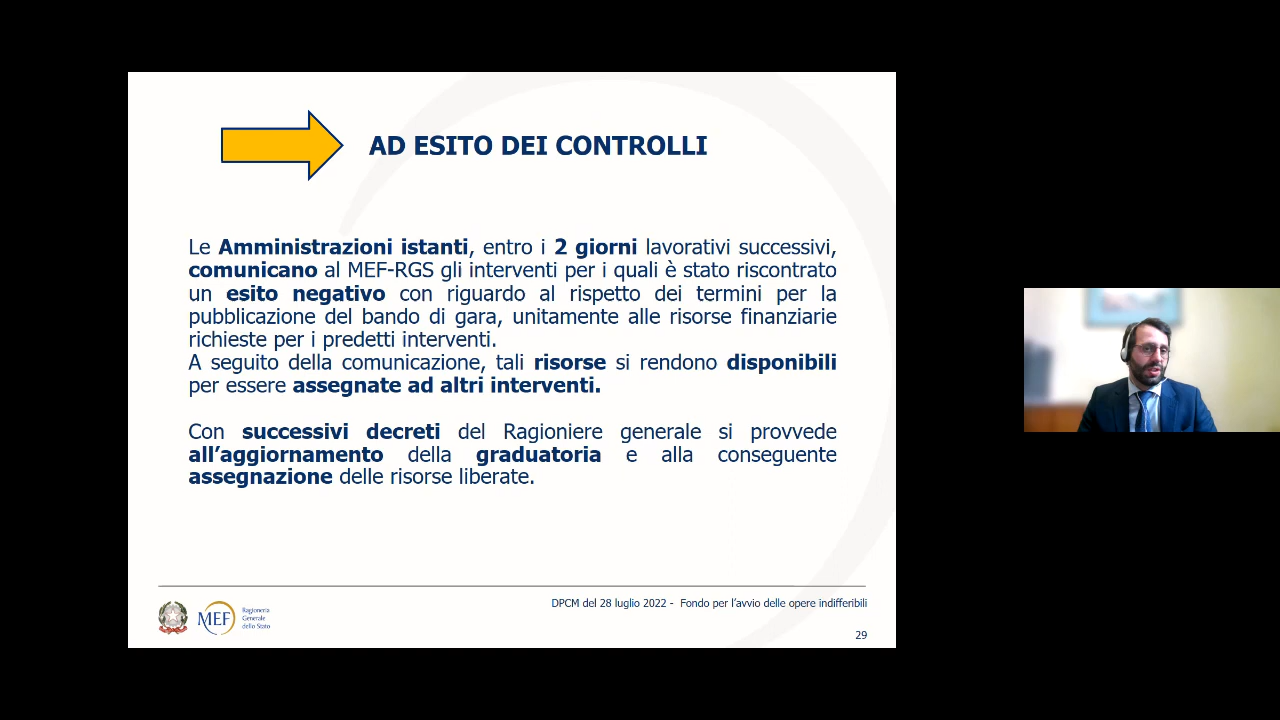 AD ESITO DEI CONTROLLI
Le Amministrazioni istanti, entro i 2 giorni lavorativi successivi,
comunicano al MEF-RGS gli interventi per i quali è stato riscontrato
un esito negativo con riguardo al rispetto dei termini per la
pubblicazione del bando di gara, unitamente alle risorse finanziarie
richieste per i predetti interventi.
A seguito della comunicazione, tali risorse si rendono disponibili
per essere assegnate ad altri interventi.
Con successivi decreti del Ragioniere generale si provvede
all’aggiornamento della graduatoria e alla conseguente
assegnazione delle risorse liberate.
DPCM del 28 luglio 2022 - Fondo per l’avvio delle opere indifferibili
MEF
Ragioneria
Generale
dello Stato
29